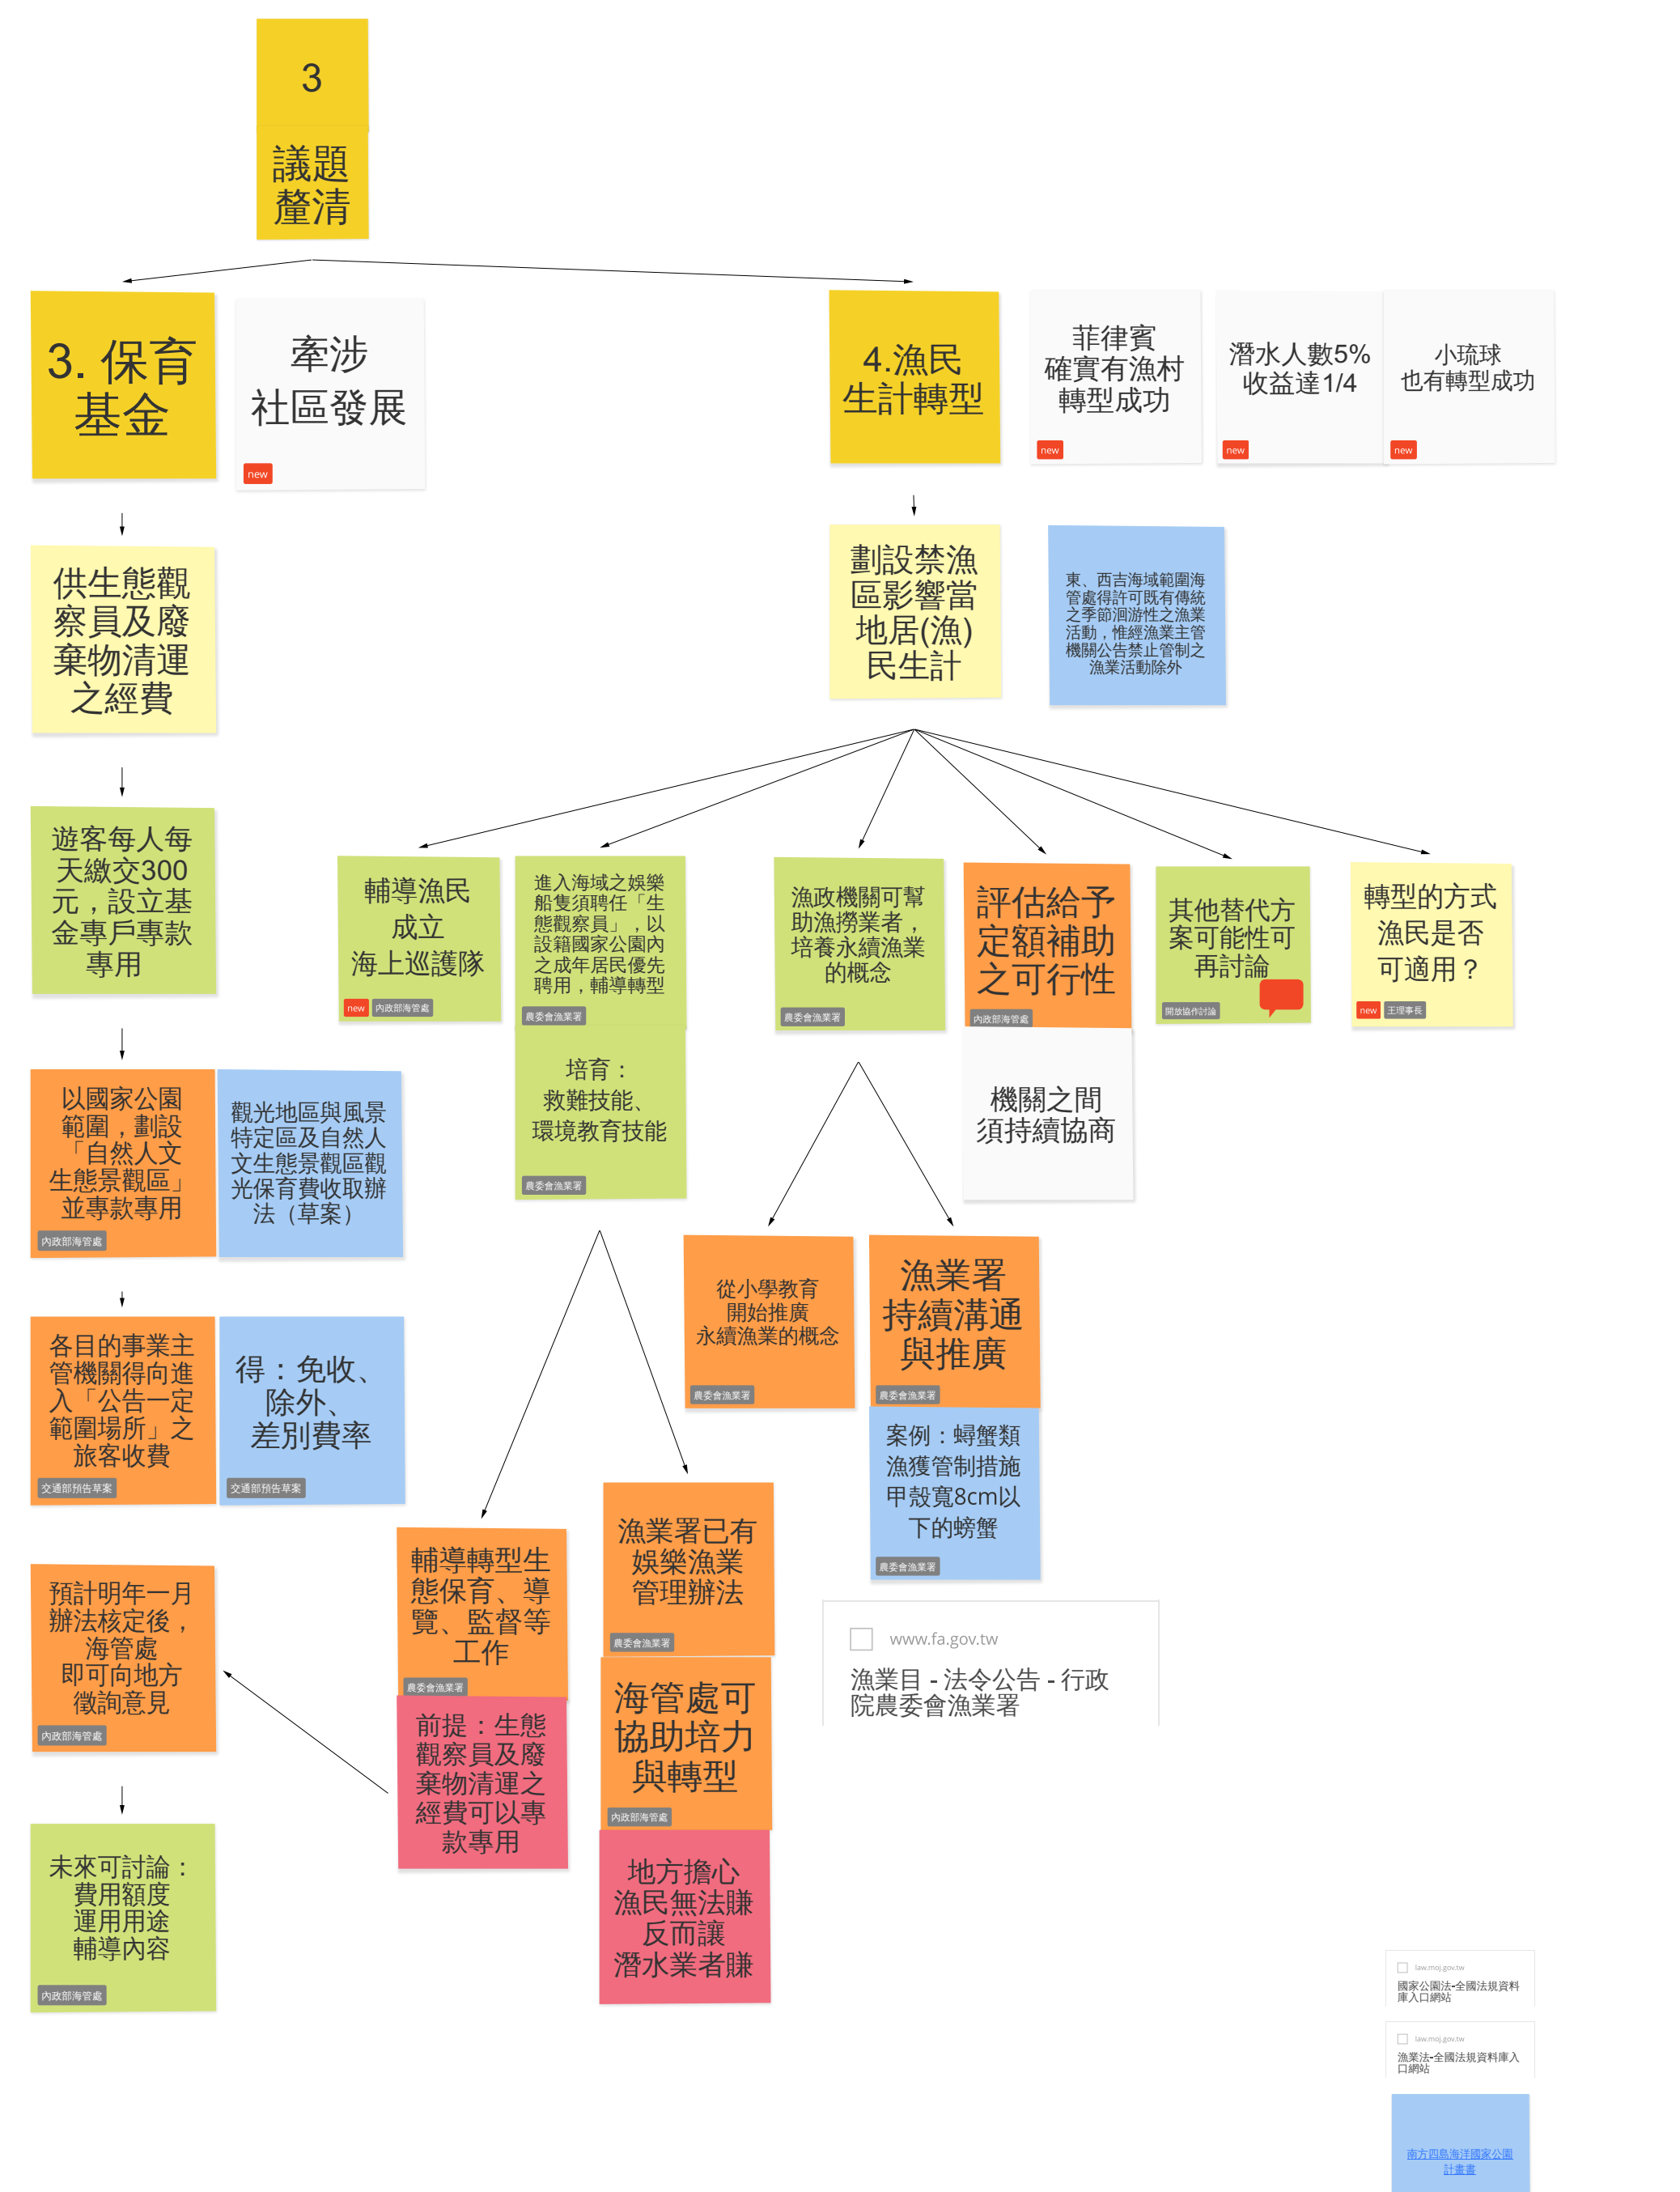 3
議題
釐清
3. 保育
基金
牽涉
社區發展
new
4.漁民
生計轉型
菲律賓
確實有漁村
轉型成功
new
潛水人數5%
收益達1/4
new
小琉球
也有轉型成功
new
供生態觀
察員及廢
棄物清運
之經費
劃設禁漁
區影響當
地居(漁)
民生計
東、西吉海域範圍海
管處得許可既有傳統
之季節洄游性之漁業
活動，惟經漁業主管
機關公告禁止管制之
漁業活動除外
遊客每人每
天繳交300
元，設立基
金專戶專款
專用
輔導漁民
成立
海上巡護隊
new
內政部海管處
進入海域之娛樂
船隻須聘任「生
態觀察員」，以
設籍國家公園內
之成年居民優先
聘用，輔導轉型
農委會漁業署
培育：
救難技能、
環境教育技能
農委會漁業署
漁政機關可幫
助漁撈業者，
培養永續漁業
的概念
農委會漁業署
評估給予
定額補助
之可行性
內政部海管處
機關之間
須持續協商
其他替代方
案可能性可
再討論
開放協作討論
轉型的方式
漁民是否
可適用？
new
王理事長
以國家公園
範圍，劃設
「自然人文
生態景觀區」
並專款專用
內政部海管處
觀光地區與風景
特定區及自然人
文生態景觀區觀
光保育費收取辦
法（草案）
各目的事業主
管機關得向進
入「公告一定
範圍場所」之
旅客收費
交通部預告草案
得：免收、
除外、
差別費率
交通部預告草案
從小學教育
開始推廣
永續漁業的概念
農委會漁業署
漁業署
持續溝通
與推廣
農委會漁業署
案例：蟳蟹類
漁獲管制措施
甲殼寬8cm以
下的螃蟹
農委會漁業署
預計明年一月
辦法核定後，
海管處
即可向地方
徵詢意見
內政部海管處
輔導轉型生
態保育、導
覽、監督等
工作
農委會漁業署
前提：生態
觀察員及廢
棄物清運之
經費可以專
款專用
漁業署已有
娛樂漁業
管理辦法
農委會漁業署
海管處可
協助培力
與轉型
內政部海管處
地方擔心
漁民無法賺
反而讓
潛水業者賺
www.fa.gov.tw
漁業目 - 法令公告 - 行政
院農委會漁業署
未來可討論：
費用額度
運用用途
輔導內容
內政部海管處
law.moj.gov.tw
國家公園法-全國法規資料
庫入口網站
law.moj.gov.tw
漁業法-全國法規資料庫入
口網站
南方四島海洋國家公園
計畫書